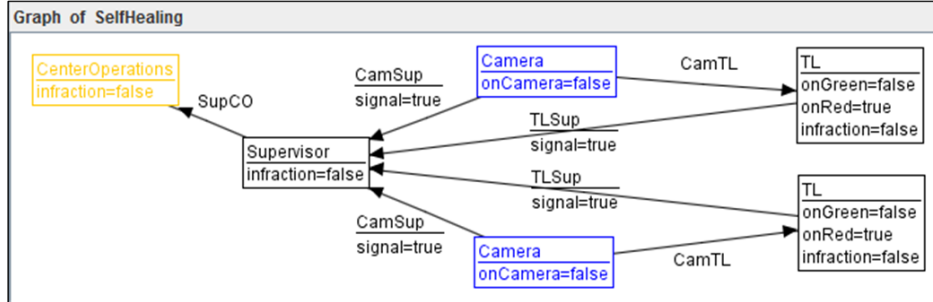 Graph of SelfHealing
CenterOperations
infraction=false
SupCO
Supervisor
infraction=false
CamSup
signal=true
Camera
onCamera=false
CamTL
TL
onGreen=false
onRed=true
infraction=false
TLSup
signal=true
TLSup
signal=true
CamSup
signal=true
Camera
onCamera=false
CamTL
TL
onGreen=false
onRed=true
infraction=false